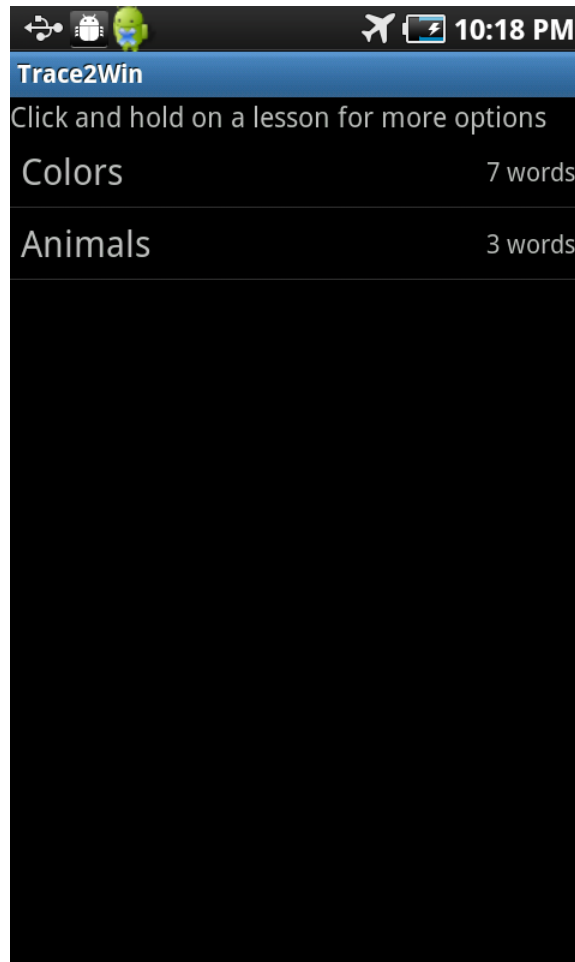 10:18 PM
Trace2Win
Click and hold on a lesson for more options
Colors 7 words
Animals 3 words